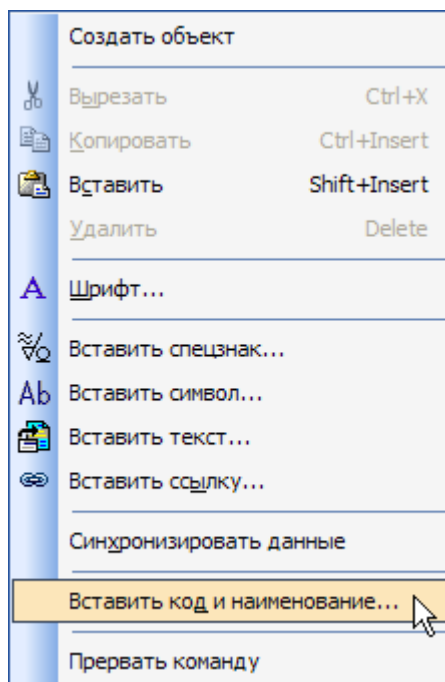 Создать объект
Вырезать Ctrl+X
Копировать Ctrl+Insert
Вставить Shift+Insert
Удалить Delete
A Шрифт...
Вставить спецзнак...
Ab Вставить символ...
Вставить текст...
Вставить ссылку...
Синхронизировать данные
Вставить код и наименование...
Прервать команду